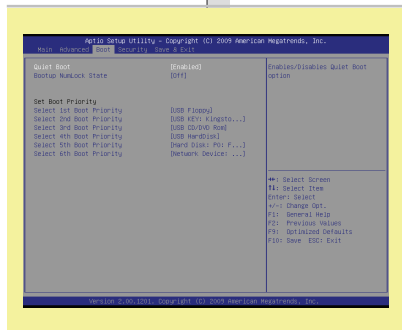 Aptio Setup Utility - Copyright (C) 2009 American Megatrends, Inc.
Main Advanced Boot Security Save & Exit
Quiet Boot [Enabled]
Bootup NumLock State [Off]
Set Boot Priority
Select 1st Boot Priority [USB Floppy]
Select 2nd Boot Priority [USB KEY: Kingsto...]
Select 3rd Boot Priority [USB CD/DVD Rom]
Select 4th Boot Priority [USB HardDisk]
Select 5th Boot Priority [Hard Disk: P0: F...]
Select 6th Boot Priority [Network Device: ...]
Enables/Disables Quiet Boot
option
→←: Select Screen
↑↓: Select Item
Enter: Select
+/-: Change Opt.
F1: General Help
F2: Previous Values
F9: Optimized Defaults
F10: Save ESC: Exit
Version 2.00.1201. Copyright (C) 2009 American Megatrends, Inc.